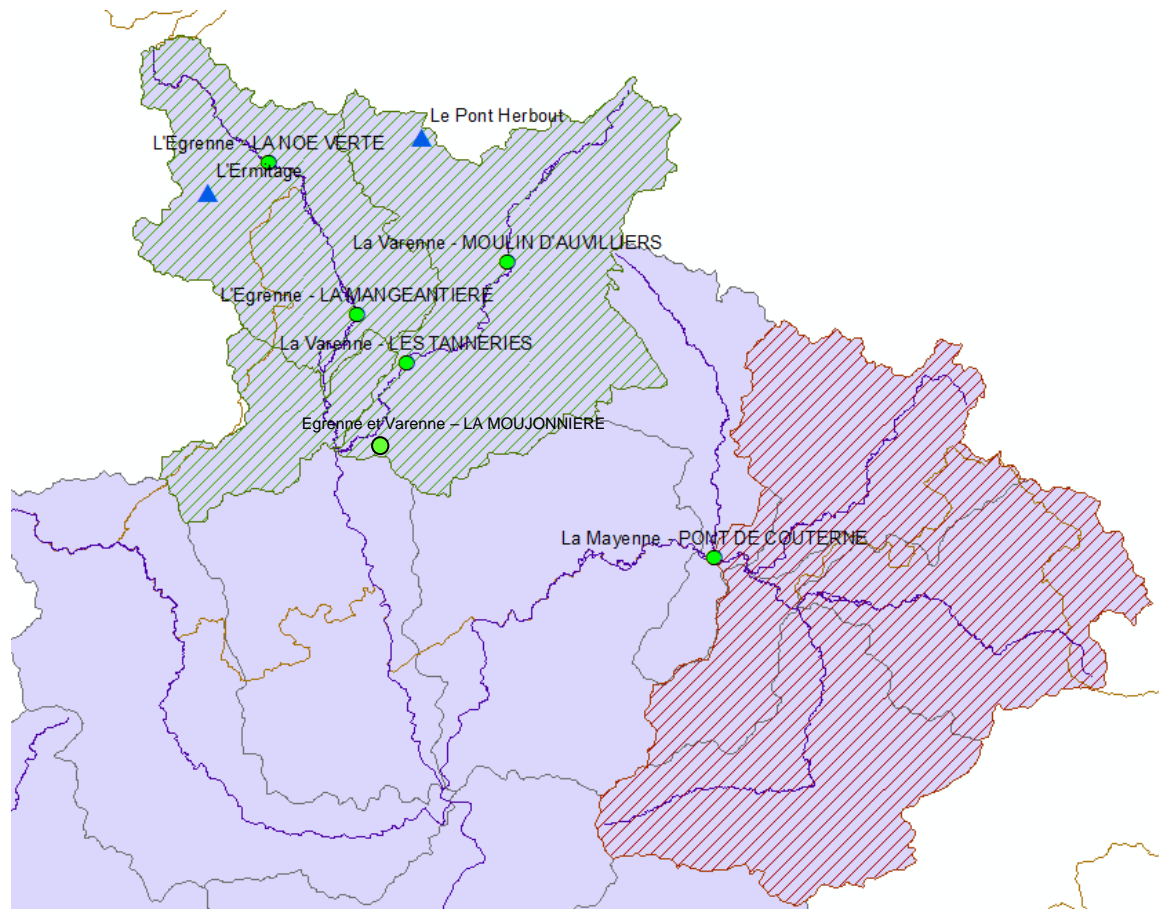 Le Pont Herbout
L'Egrenne - LA NOE VERTE
L'Ermitage
La Varenne - MOULIN D'AUVILLIERS
L'Egrenne - LA MANGEANTIERE
La Varenne - LES TANNERIES
Egrenne et Varenne – LA MOUJONNIERE
La Mayenne - PONT DE COUTERNE